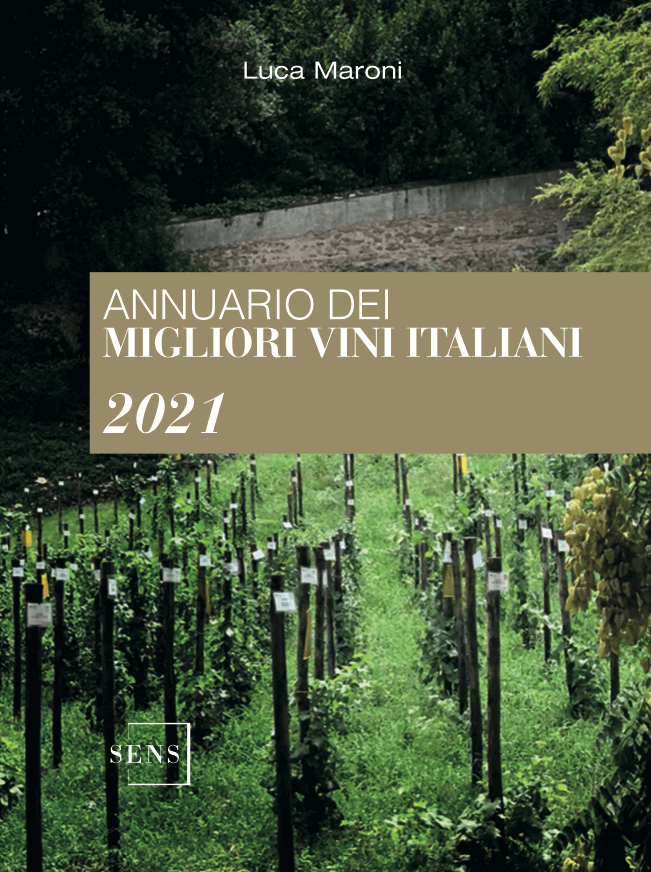 Luca Maroni
ANNUARIO DEI
MIGLIORI VINI ITALIANI
2021
SENS